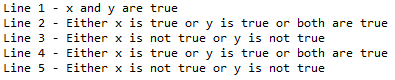 Line 1 - x and y are true
Line 2 - Either x is true or y is true or both are true
Line 3 - Either x is not true or y is not true
Line 4 - Either x is true or y is true or both are true
Line 5 - Either x is not true or y is not true